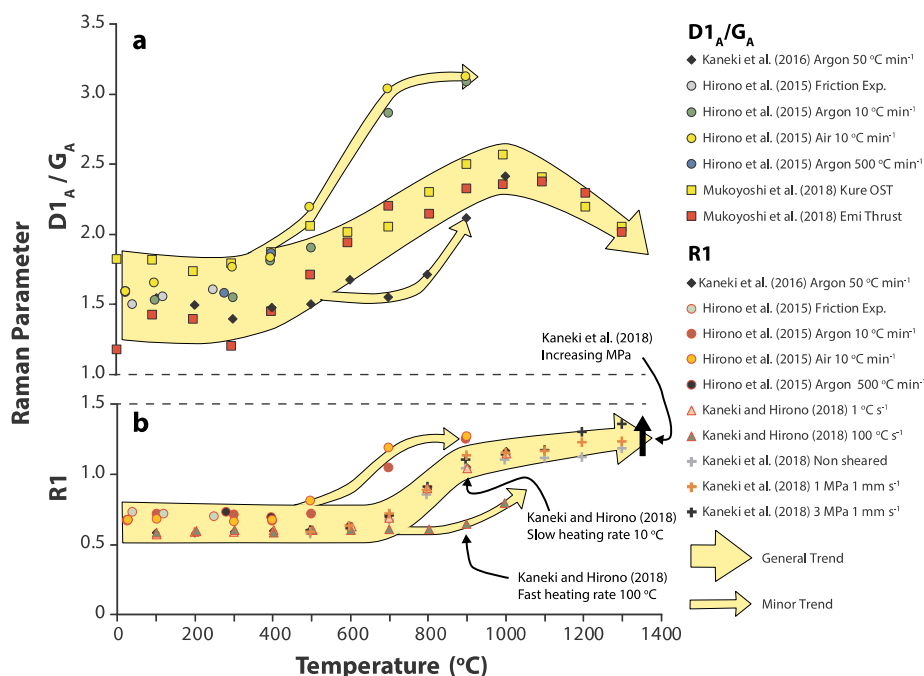 3.5
a
3.0
2.5
2.0
1.5
1.0
D1A / GA
Raman Parameter
Kaneki et al. (2018)
Increasing MPa
1.5
b
1.0
0.5
0
R1
Kaneki and Hirono (2018)
Slow heating rate 10 ºC
Kaneki and Hirono (2018)
Fast heating rate 100 ºC
0 200 400 600 800 1000 1200 1400
Temperature (ºC)
D1A/GA
Kaneki et al. (2016) Argon 50 ºC min⁻¹
Hirono et al. (2015) Friction Exp.
Hirono et al. (2015) Argon 10 ºC min⁻¹
Hirono et al. (2015) Air 10 ºC min⁻¹
Hirono et al. (2015) Argon 500 ºC min⁻¹
Mukoyoshi et al. (2018) Kure OST
Mukoyoshi et al. (2018) Emi Thrust
R1
Kaneki et al. (2016) Argon 50 ºC min⁻¹
Hirono et al. (2015) Friction Exp.
Hirono et al. (2015) Argon 10 ºC min⁻¹
Hirono et al. (2015) Air 10 ºC min⁻¹
Hirono et al. (2015) Argon 500 ºC min⁻¹
Kaneki and Hirono (2018) 1 ºC s⁻¹
Kaneki and Hirono (2018) 100 ºC s⁻¹
Kaneki et al. (2018) Non sheared
Kaneki et al. (2018) 1 MPa 1 mm s⁻¹
Kaneki et al. (2018) 3 MPa 1 mm s⁻¹
General Trend
Minor Trend